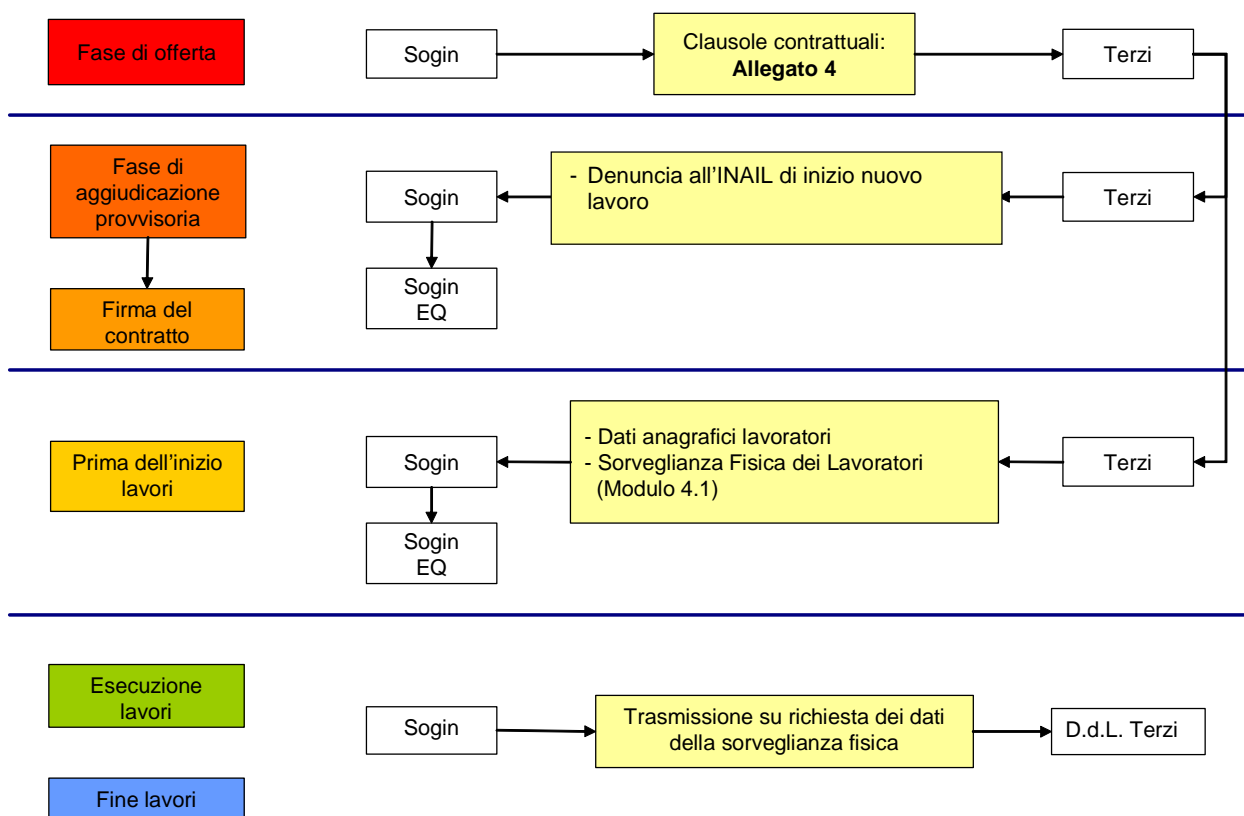 Fase di offerta
Sogin
Clausole contrattuali:
Allegato 4
Terzi
Fase di
aggiudicazione
provvisoria
Sogin
- Denuncia all'INAIL di inizio nuovo
lavoro
Terzi
Sogin
EQ
Firma del
contratto
Prima dell'inizio
lavori
Sogin
- Dati anagrafici lavoratori
- Sorveglianza Fisica dei Lavoratori
(Modulo 4.1)
Terzi
Sogin
EQ
Esecuzione
lavori
Sogin
Trasmissione su richiesta dei dati
della sorveglianza fisica
D.d.L. Terzi
Fine lavori